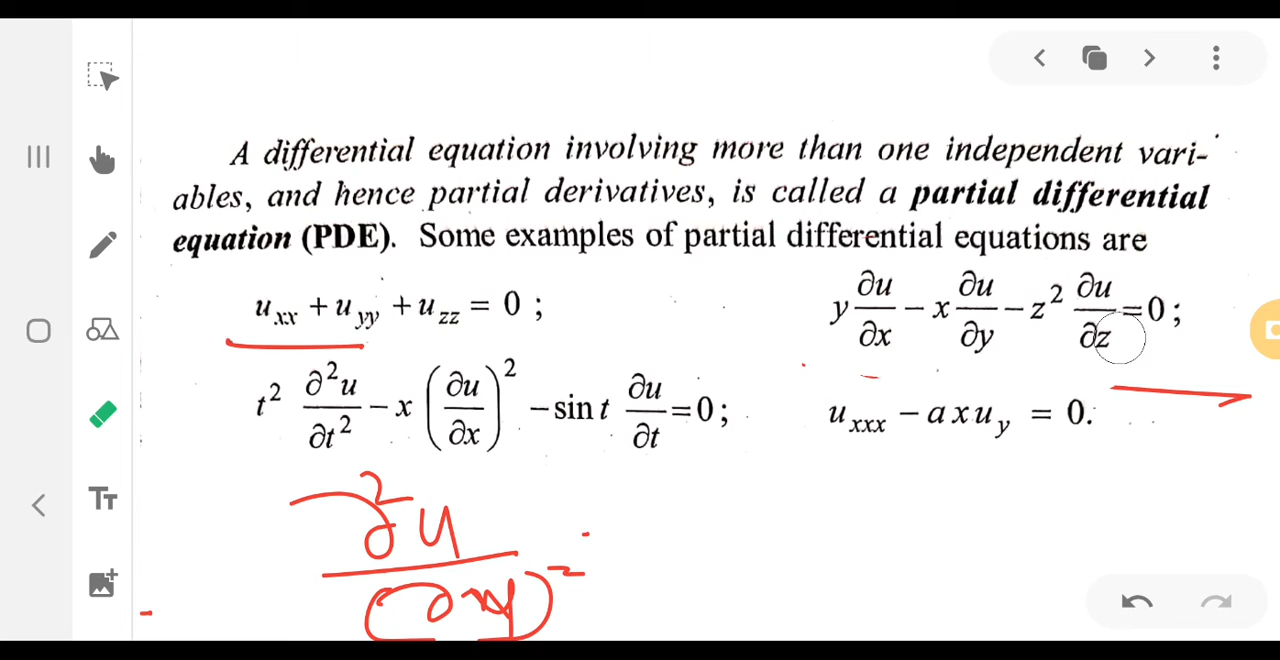 A differential equation involving more than one independent vari-
ables, and hence partial derivatives, is called a partial differential
equation (PDE). Some examples of partial differential equations are
u_xx + u_yy + u_zz = 0 ; y ∂u/∂x − x ∂u/∂y − z² ∂u/∂z = 0 ;
t² ∂²u/∂t² − x (∂u/∂x)² − sin t ∂u/∂t = 0 ; u_xxx − a x u_y = 0.
Tт